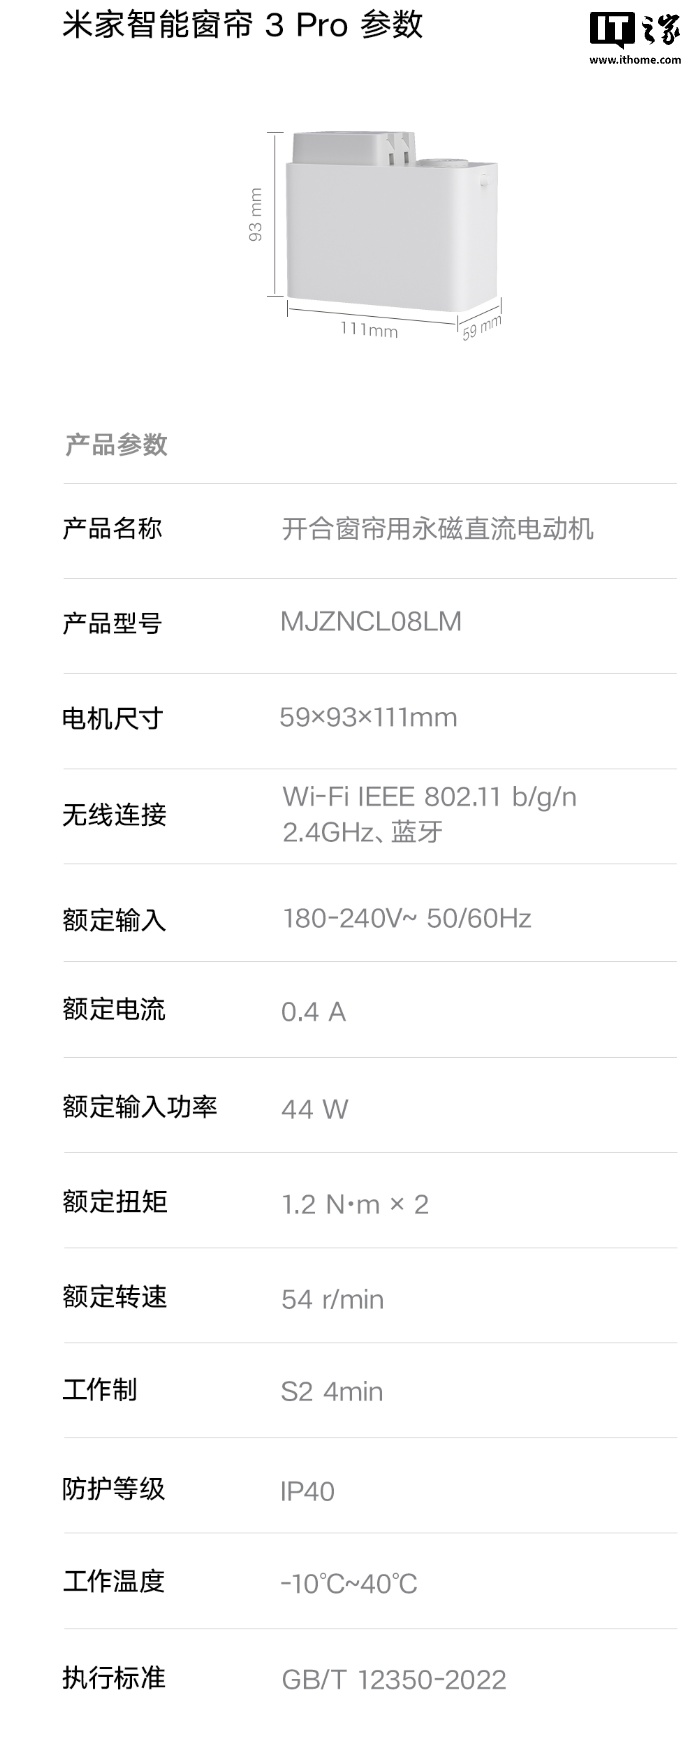 米家智能窗帘 3 Pro 参数
IT之家
www.ithome.com
93 mm
111mm
59 mm
产品参数
产品名称 开合窗帘用永磁直流电动机
产品型号 MJZNCL08LM
电机尺寸 59×93×111mm
无线连接 Wi-Fi IEEE 802.11 b/g/n
2.4GHz、蓝牙
额定输入 180-240V~ 50/60Hz
额定电流 0.4 A
额定输入功率 44 W
额定扭矩 1.2 N·m × 2
额定转速 54 r/min
工作制 S2 4min
防护等级 IP40
工作温度 -10℃~40℃
执行标准 GB/T 12350-2022